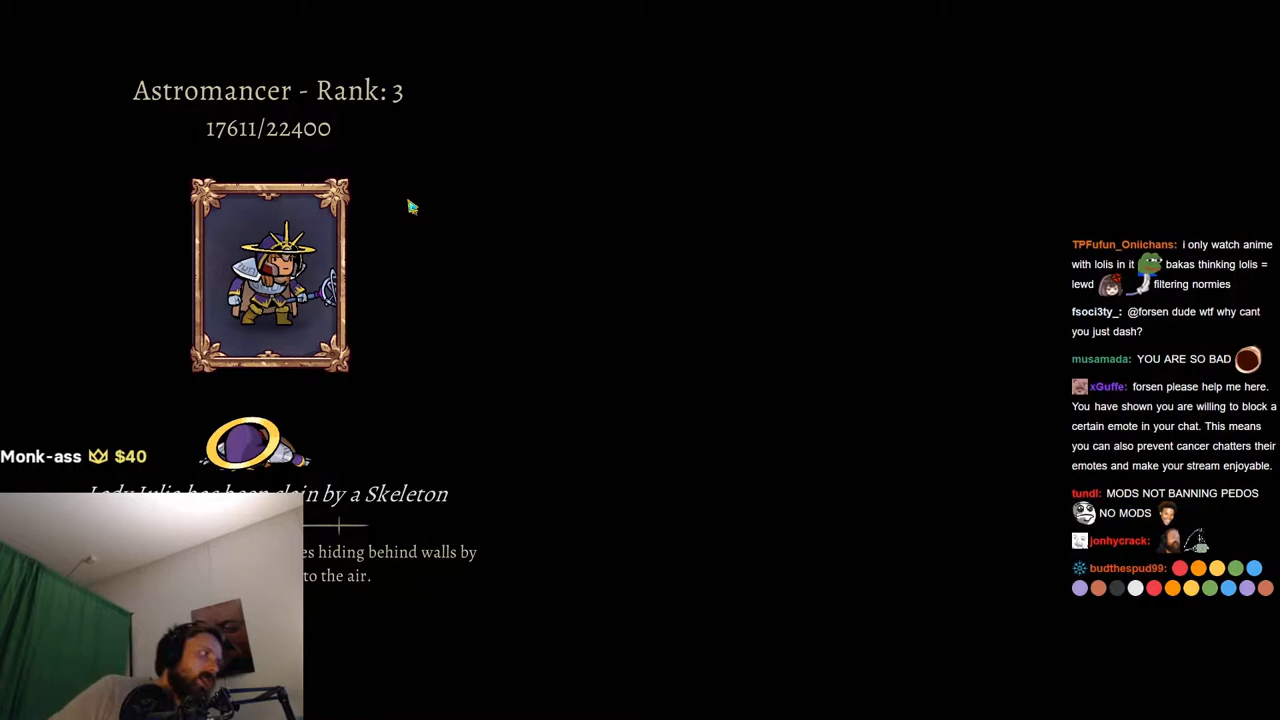 Astromancer - Rank: 3
17611/22400
Monk-ass $40
has been slain by a Skeleton
es hiding behind walls by
to the air.
TPFufun_Oniichans: i only watch anime
with lolis in it bakas thinking lolis =
lewd filtering normies
fsoci3ty_: @forsen dude wtf why cant
you just dash?
musamada: YOU ARE SO BAD
xGuffe: forsen please help me here.
You have shown you are willing to block a
certain emote in your chat. This means
you can also prevent cancer chatters their
emotes and make your stream enjoyable.
tundl: MODS NOT BANNING PEDOS
NO MODS
jonhycrack:
budthespud99: